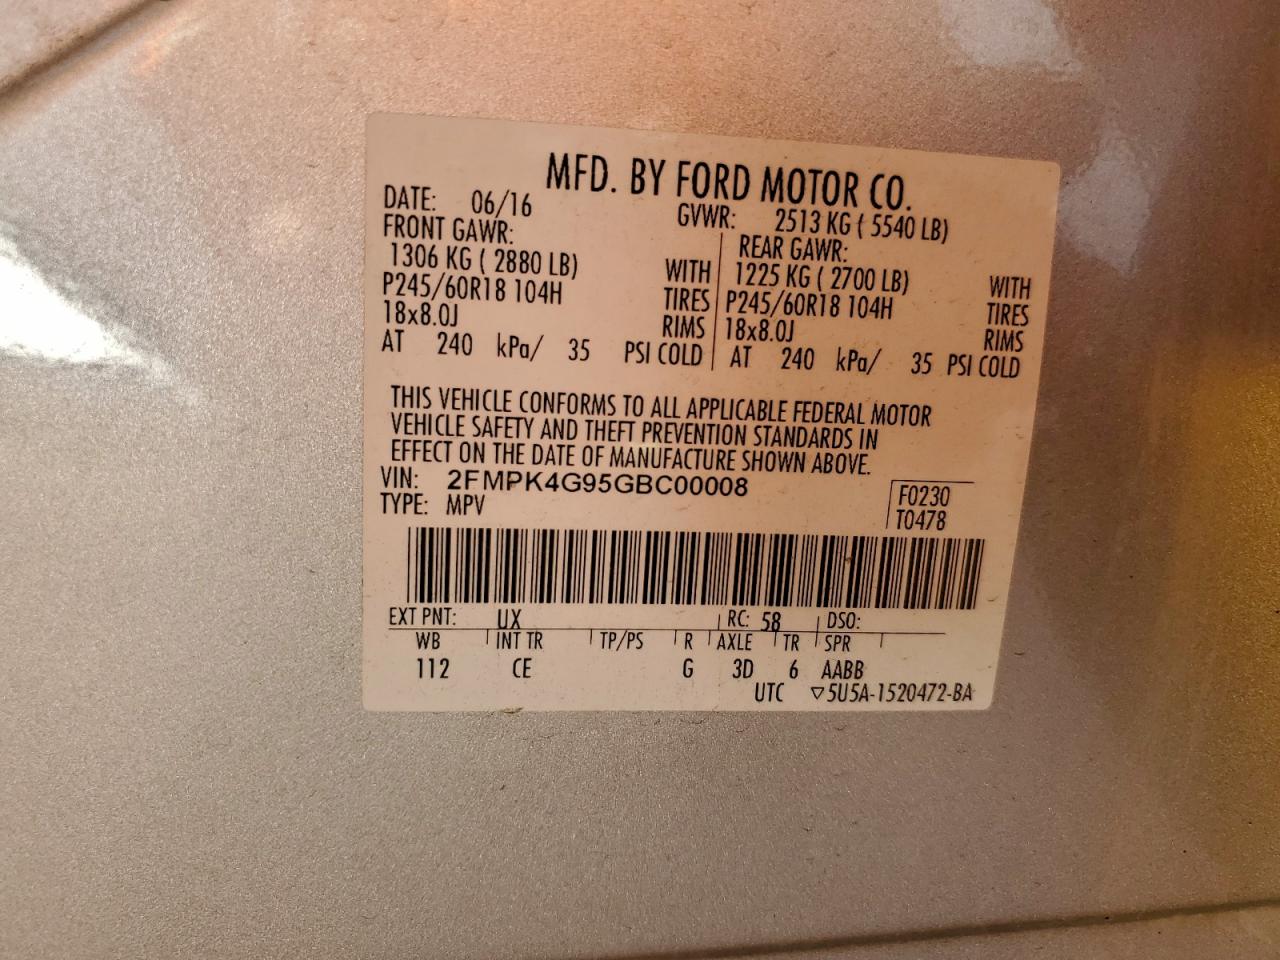 MFD. BY FORD MOTOR CO.
DATE: 06/16 GVWR: 2513 KG ( 5540 LB)
FRONT GAWR: REAR GAWR:
1306 KG ( 2880 LB) WITH 1225 KG ( 2700 LB) WITH
P245/60R18 104H TIRES P245/60R18 104H TIRES
18x8.0J RIMS 18x8.0J RIMS
AT 240 kPa/ 35 PSI COLD AT 240 kPa/ 35 PSI COLD
THIS VEHICLE CONFORMS TO ALL APPLICABLE FEDERAL MOTOR
VEHICLE SAFETY AND THEFT PREVENTION STANDARDS IN
EFFECT ON THE DATE OF MANUFACTURE SHOWN ABOVE.
VIN: 2FMPK4G95GBC00008 F0230
TYPE: MPV T0478
EXT PNT: UX RC: 58 DSO:
WB INT TR TP/PS R AXLE TR SPR
112 CE G 3D 6 AABB
UTC ▽5U5A-1520472-BA